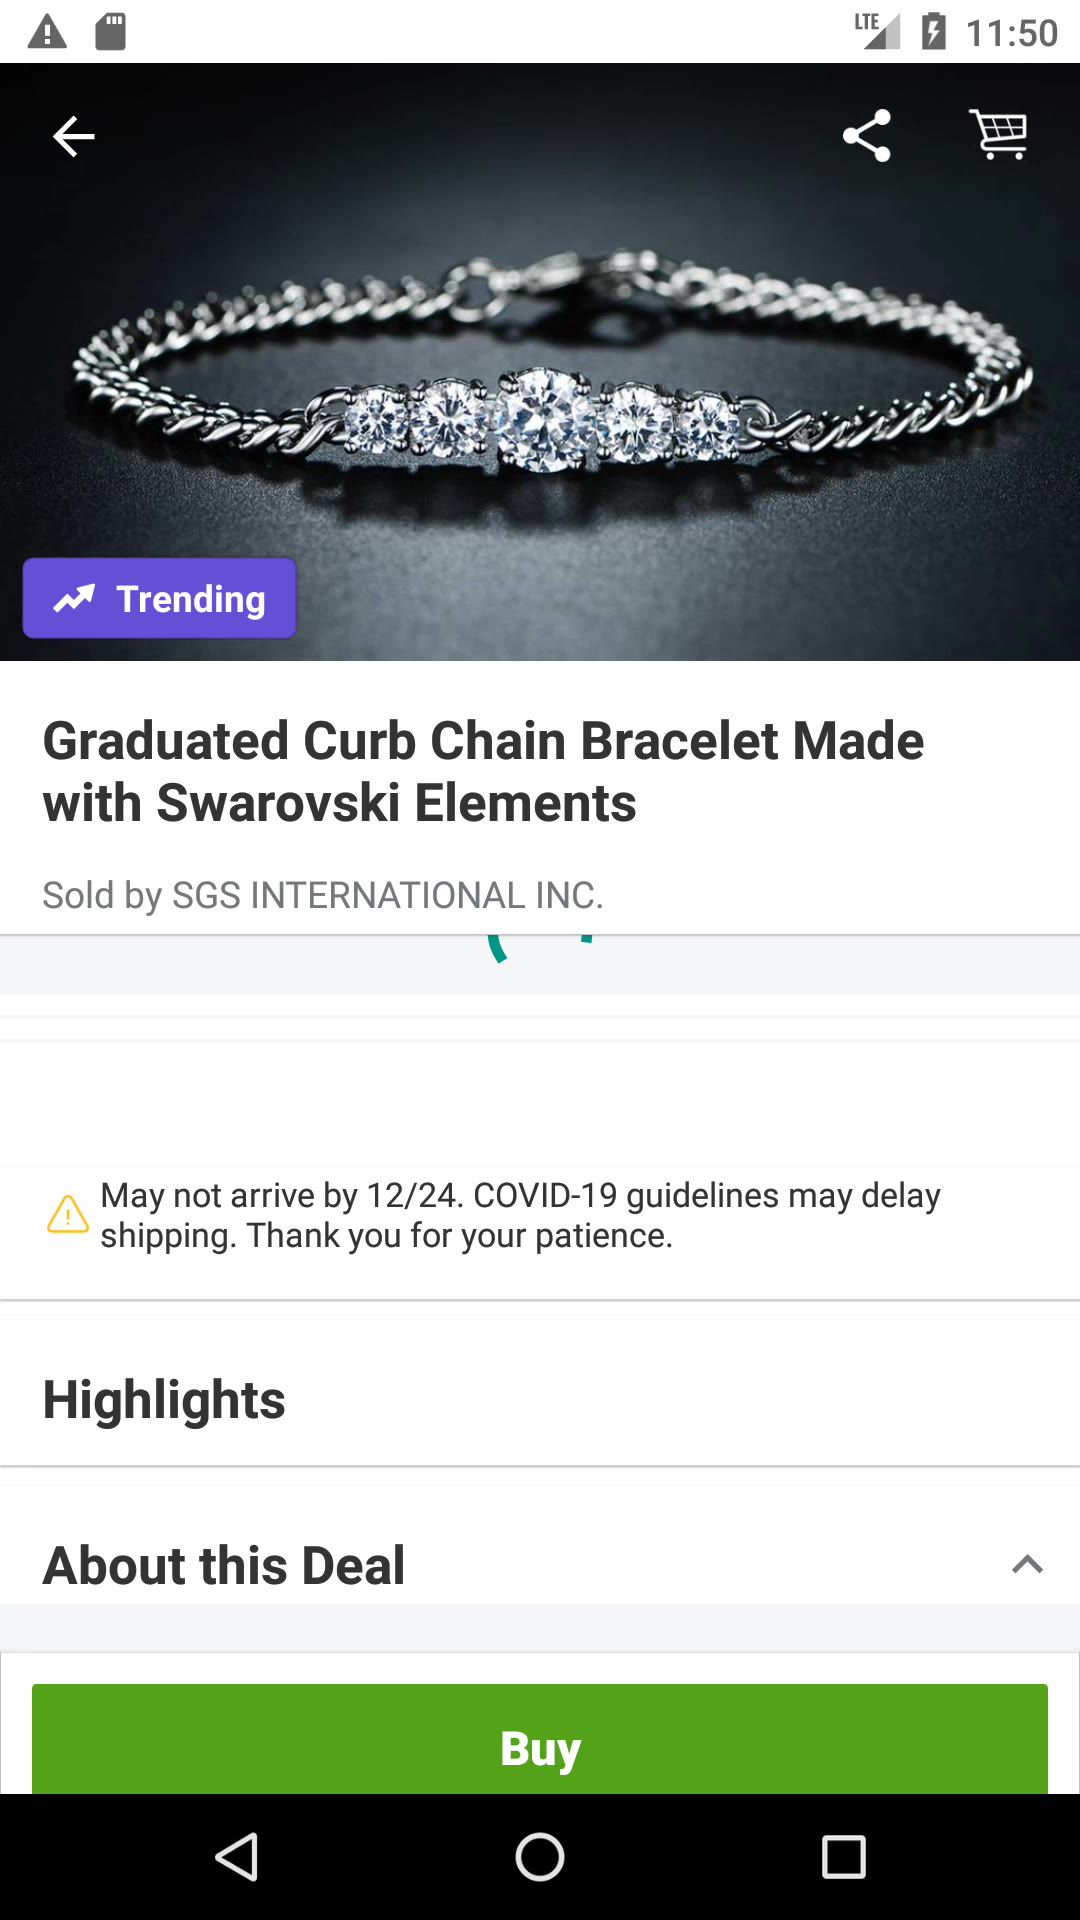 LTE 11:50
Trending
Graduated Curb Chain Bracelet Made
with Swarovski Elements
Sold by SGS INTERNATIONAL INC.
May not arrive by 12/24. COVID-19 guidelines may delay
shipping. Thank you for your patience.
Highlights
About this Deal
Buy